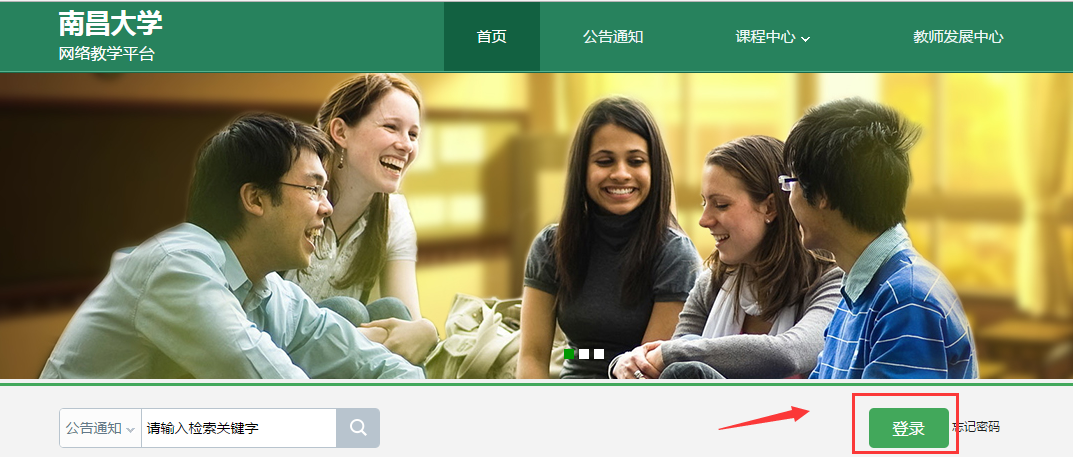 南昌大学
网络教学平台
首页
公告通知
课程中心
教师发展中心
公告通知
请输入检索关键字
登录
忘记密码